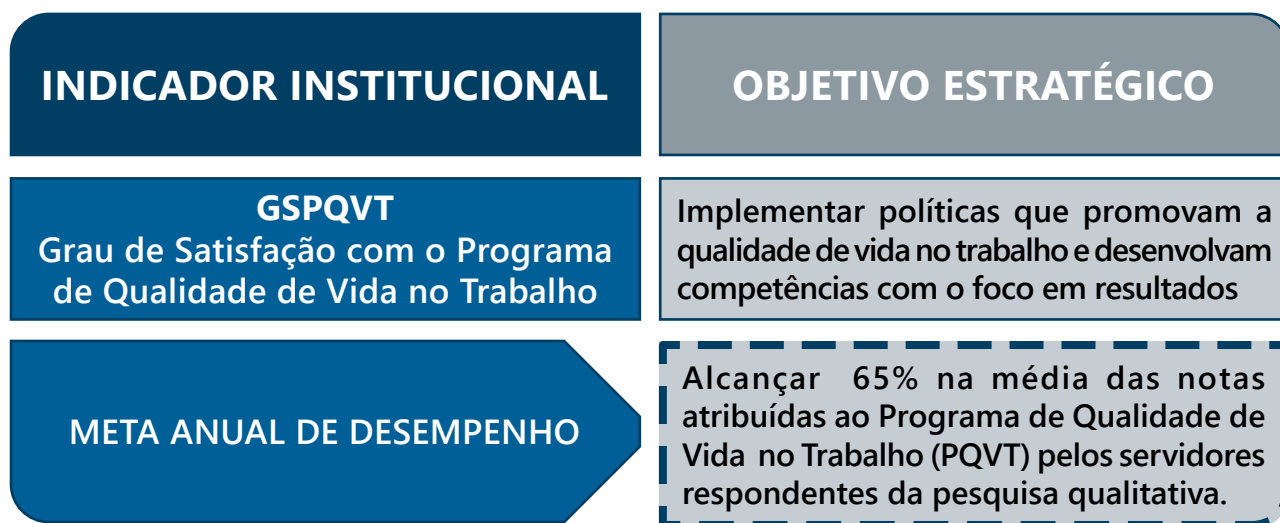 INDICADOR INSTITUCIONAL
OBJETIVO ESTRATÉGICO
GSPQVT
Grau de Satisfação com o Programa
de Qualidade de Vida no Trabalho
Implementar políticas que promovam a
qualidade de vida no trabalho e desenvolvam
competências com o foco em resultados
META ANUAL DE DESEMPENHO
Alcançar 65% na média das notas
atribuídas ao Programa de Qualidade de
Vida no Trabalho (PQVT) pelos servidores
respondentes da pesquisa qualitativa.